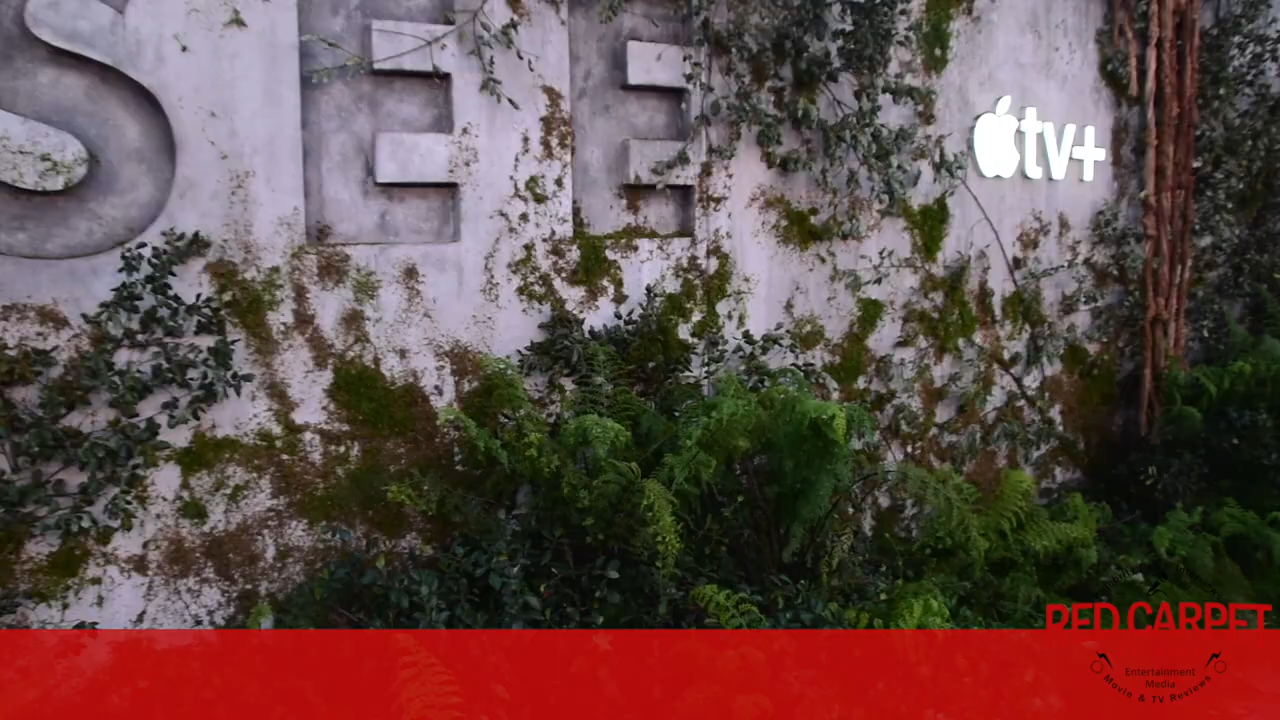 SEE
tv+
RED CARPET
Entertainment
Media
Movie & TV Reviews